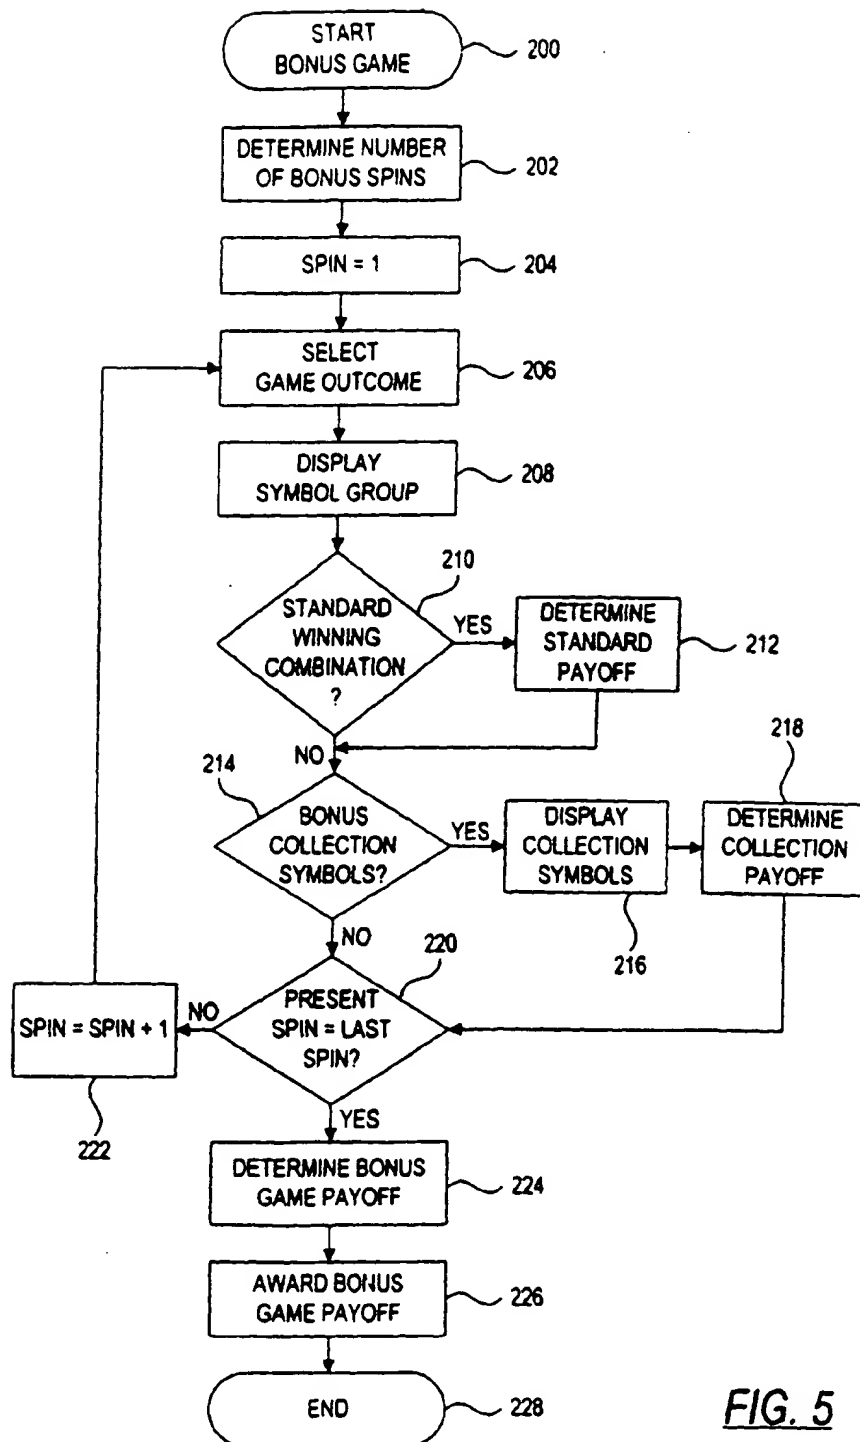 START
BONUS GAME
200
DETERMINE NUMBER
OF BONUS SPINS
202
SPIN = 1
204
SELECT
GAME OUTCOME
206
DISPLAY
SYMBOL GROUP
208
210
STANDARD
WINNING
COMBINATION
?
YES
DETERMINE
STANDARD
PAYOFF
212
NO
214
BONUS
COLLECTION
SYMBOLS?
YES
DISPLAY
COLLECTION
SYMBOLS
216
218
DETERMINE
COLLECTION
PAYOFF
NO
220
PRESENT
SPIN = LAST
SPIN?
NO
SPIN = SPIN + 1
222
YES
DETERMINE BONUS
GAME PAYOFF
224
AWARD BONUS
GAME PAYOFF
226
END
228
FIG. 5